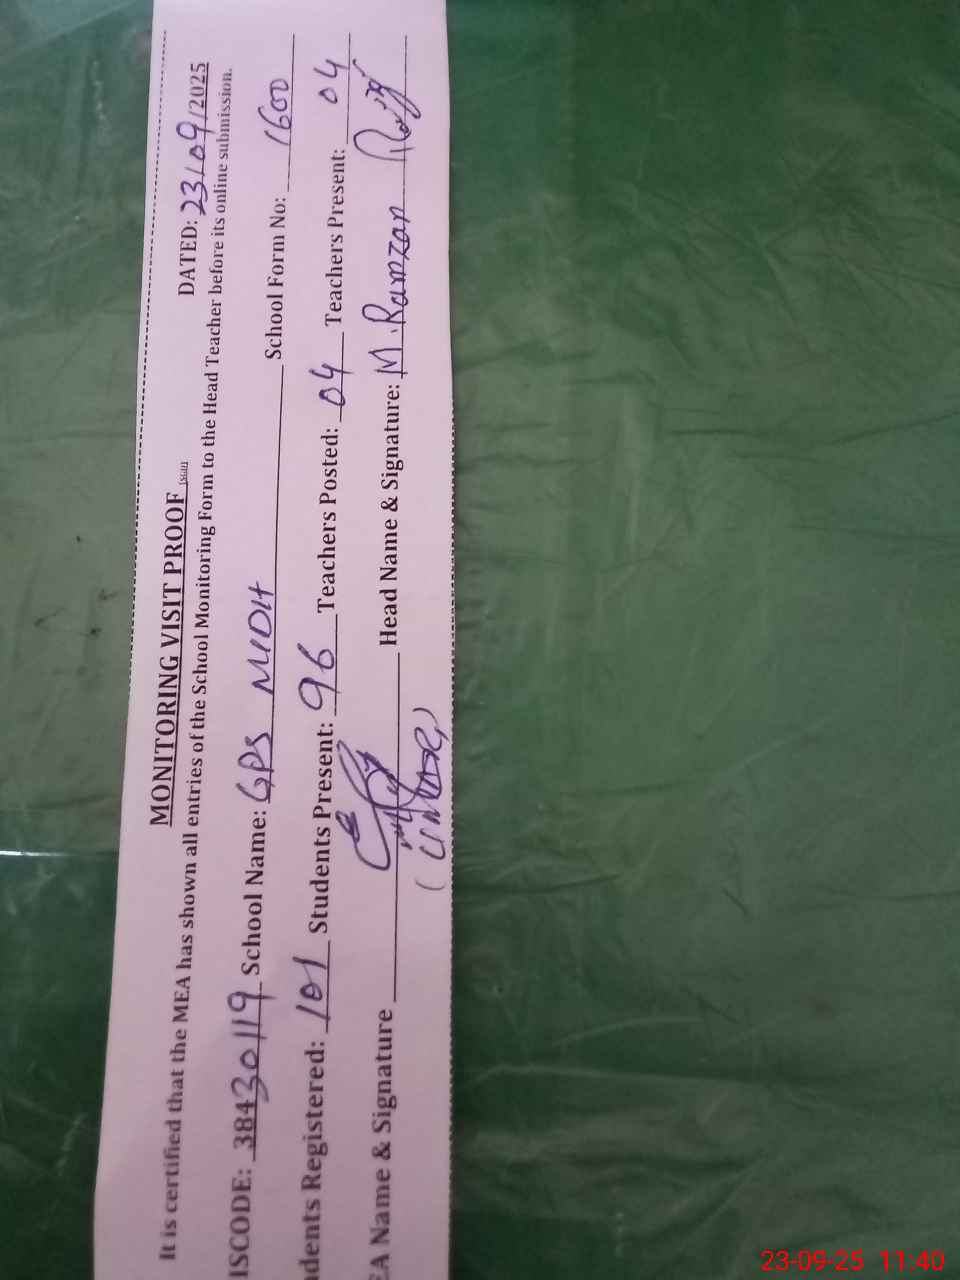 MONITORING VISIT PROOF
DATED: 23/09/2025
It is certified that the MEA has shown all entries of the School Monitoring Form to the Head Teacher before its online submission.
ISCODE: 38430119 School Name: GPS MIDH School Form No: 1600
dents Registered: 101 Students Present: 96 Teachers Posted: 04 Teachers Present: 04
EA Name & Signature Head Name & Signature: M. Ramzan
23-09-25 11:40